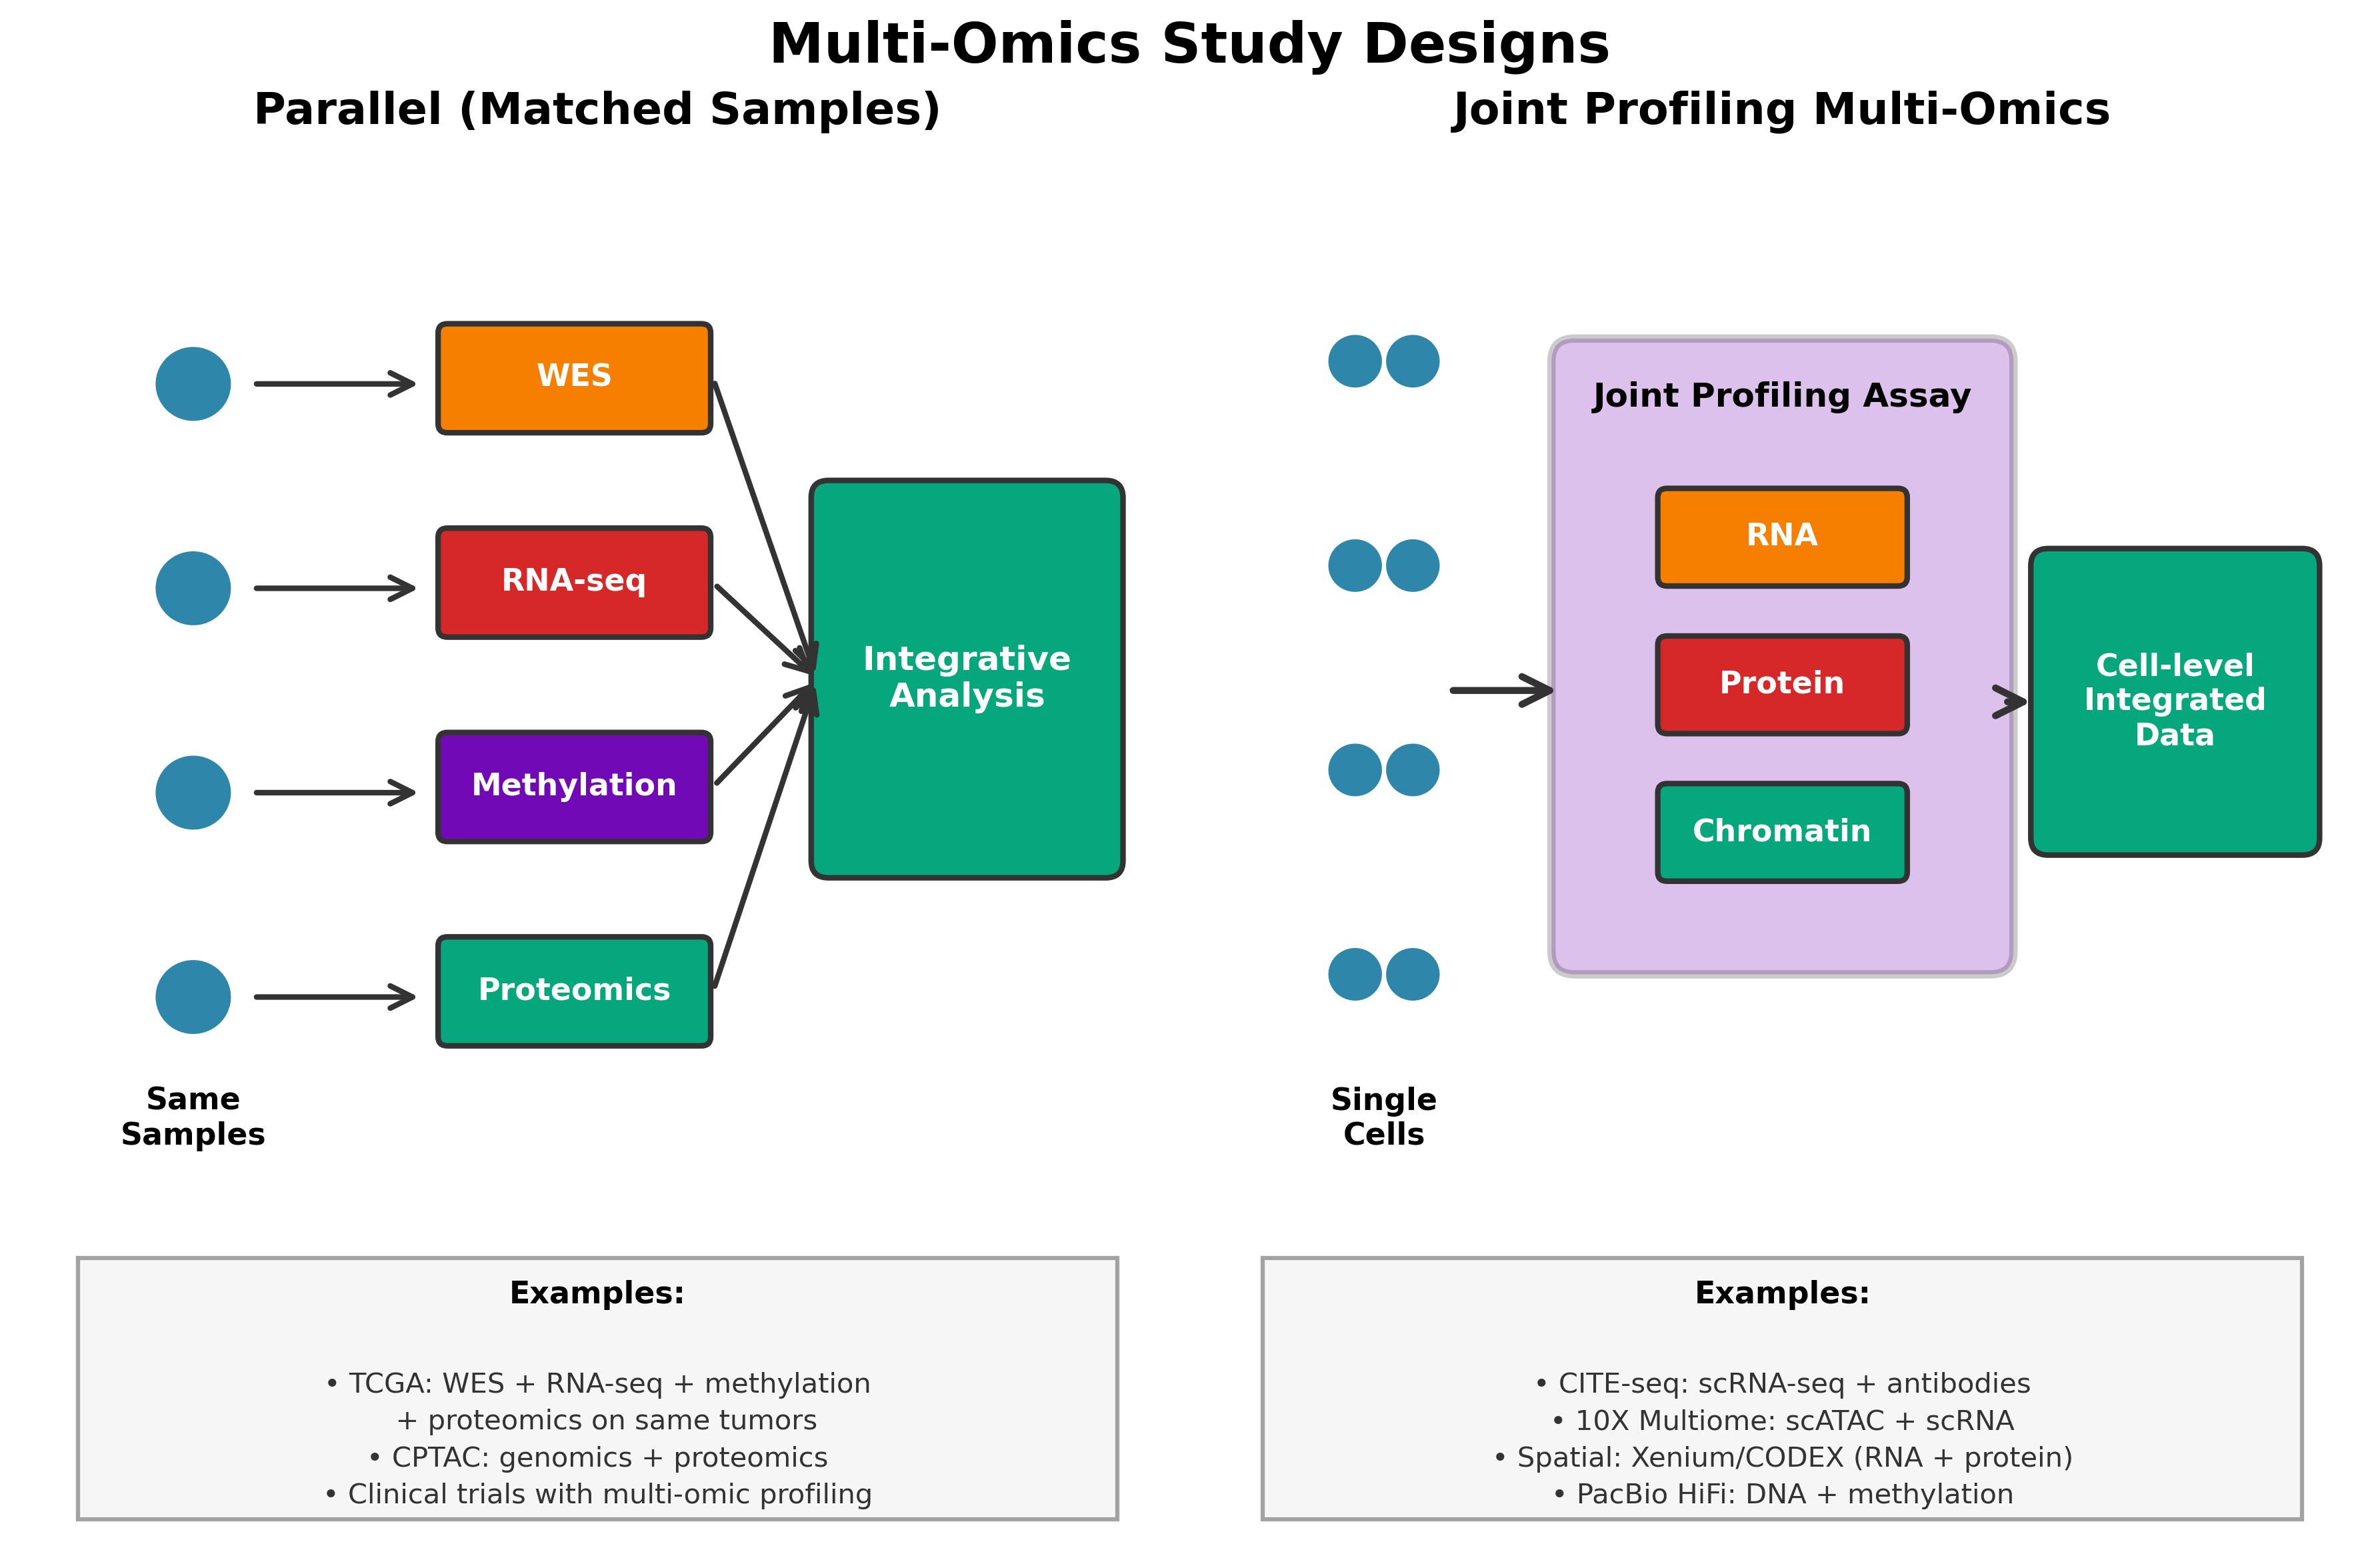 Multi-Omics Study Designs
Parallel (Matched Samples)
WES
RNA-seq
Methylation
Proteomics
Integrative
Analysis
Same
Samples
Examples:
• TCGA: WES + RNA-seq + methylation
+ proteomics on same tumors
• CPTAC: genomics + proteomics
• Clinical trials with multi-omic profiling
Joint Profiling Multi-Omics
Joint Profiling Assay
RNA
Protein
Chromatin
Cell-level
Integrated
Data
Single
Cells
Examples:
• CITE-seq: scRNA-seq + antibodies
• 10X Multiome: scATAC + scRNA
• Spatial: Xenium/CODEX (RNA + protein)
• PacBio HiFi: DNA + methylation